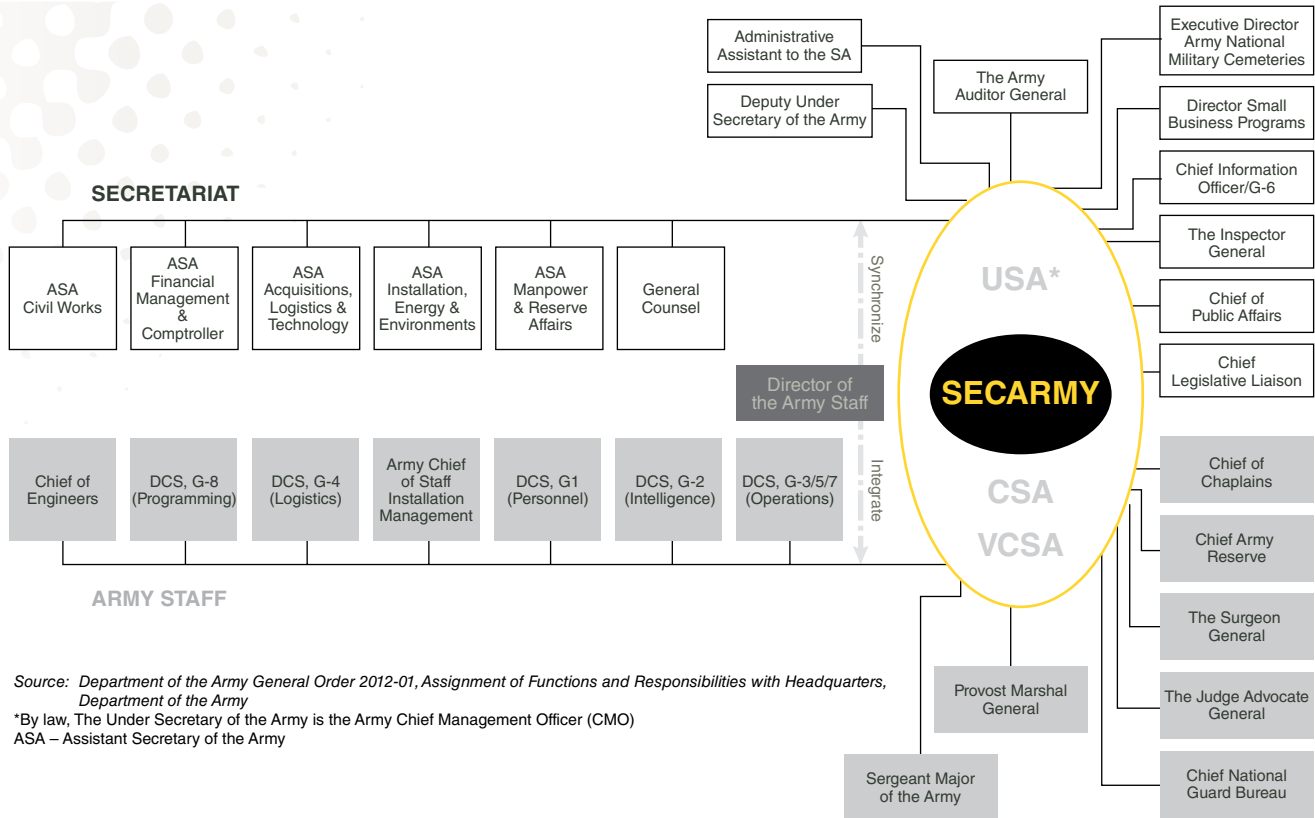 Administrative
Assistant to the SA
Deputy Under
Secretary of the Army
The Army
Auditor General
Executive Director
Army National
Military Cemeteries
Director Small
Business Programs
Chief Information
Officer/G-6
The Inspector
General
Chief of
Public Affairs
Chief
Legislative Liaison
SECRETARIAT
ASA
Civil Works
ASA
Financial
Management
&
Comptroller
ASA
Acquisitions,
Logistics &
Technology
ASA
Installation,
Energy &
Environments
ASA
Manpower
& Reserve
Affairs
General
Counsel
Synchronize
Director of
the Army Staff
Integrate
USA*
SECARMY
CSA
VCSA
Chief of
Engineers
DCS, G-8
(Programming)
DCS, G-4
(Logistics)
Army Chief
of Staff
Installation
Management
DCS, G1
(Personnel)
DCS, G-2
(Intelligence)
DCS, G-3/5/7
(Operations)
ARMY STAFF
Chief of
Chaplains
Chief Army
Reserve
The Surgeon
General
The Judge Advocate
General
Chief National
Guard Bureau
Provost Marshal
General
Sergeant Major
of the Army
Source: Department of the Army General Order 2012-01, Assignment of Functions and Responsibilities with Headquarters,
Department of the Army
*By law, The Under Secretary of the Army is the Army Chief Management Officer (CMO)
ASA – Assistant Secretary of the Army